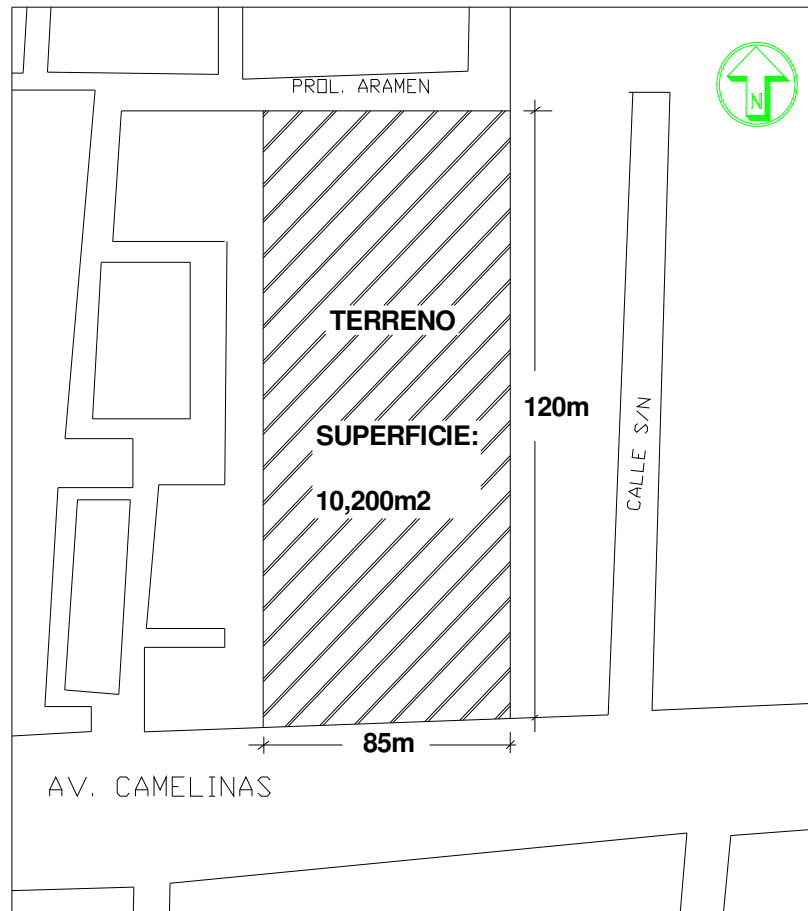 PROL. ARAMEN
N
TERRENO
120m
SUPERFICIE:
CALLE S/N
10,200m2
85m
AV. CAMELINAS